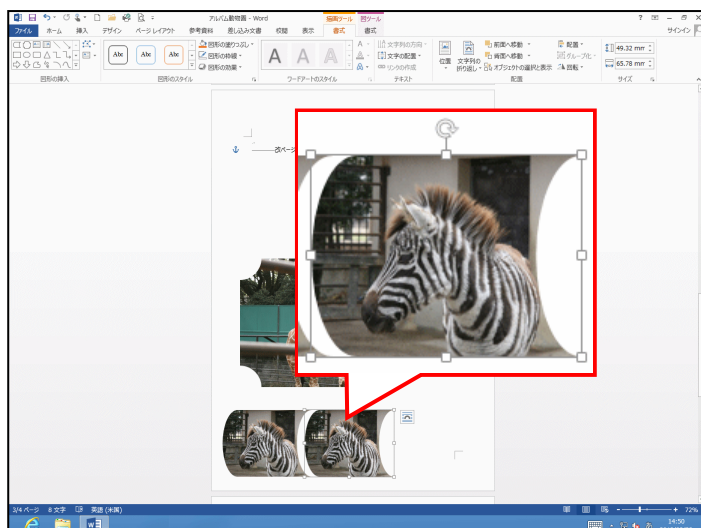 アルバム動物園 - Word
描画ツール 図ツール
サインイン
ファイル ホーム 挿入 デザイン ページ レイアウト 参考資料 差し込み文書 校閲 表示 書式 書式
Abc Abc Abc
図形の塗りつぶし
図形の枠線
図形の効果
A A A
文字列の方向
文字の配置
リンクの作成
位置
文字列の
折り返し
前面へ移動
背面へ移動
オブジェクトの選択と表示
配置
グループ化
回転
49.32 mm
65.78 mm
図形の挿入 図形のスタイル ワードアートのスタイル テキスト 配置 サイズ
改ページ
3/4 ページ 8 文字 英語 (米国)
72%
14:50